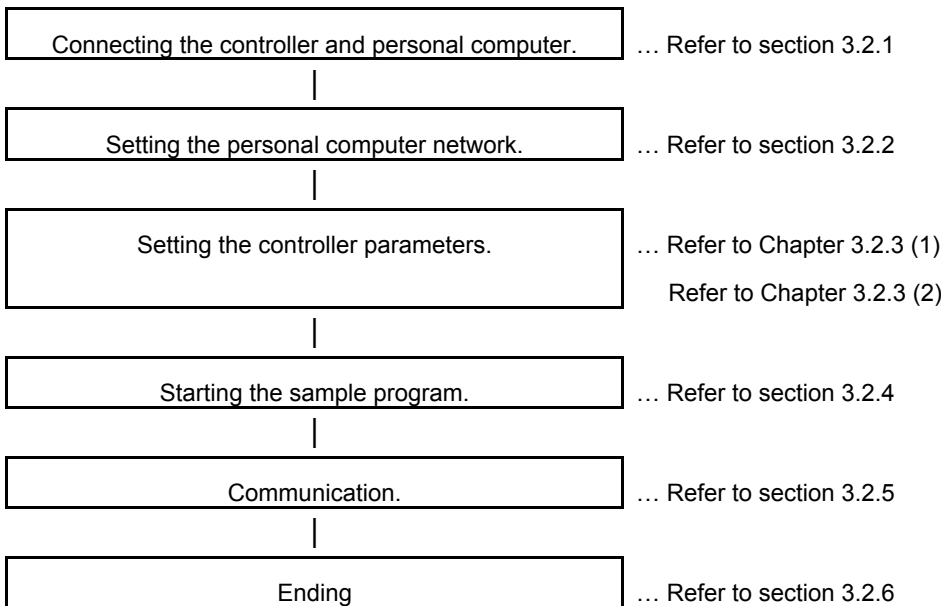 Connecting the controller and personal computer. … Refer to section 3.2.1
Setting the personal computer network. … Refer to section 3.2.2
Setting the controller parameters. … Refer to Chapter 3.2.3 (1)
Refer to Chapter 3.2.3 (2)
Starting the sample program. … Refer to section 3.2.4
Communication. … Refer to section 3.2.5
Ending … Refer to section 3.2.6